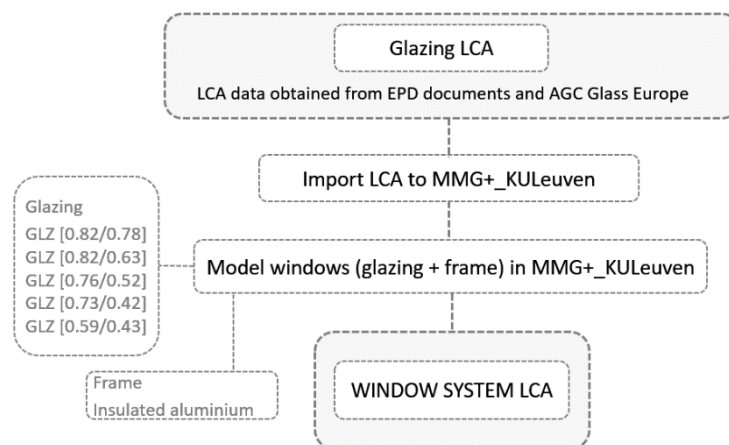 Glazing LCA
LCA data obtained from EPD documents and AGC Glass Europe
Import LCA to MMG+_KULeuven
Glazing
GLZ [0.82/0.78]
GLZ [0.82/0.63]
GLZ [0.76/0.52]
GLZ [0.73/0.42]
GLZ [0.59/0.43]
Model windows (glazing + frame) in MMG+_KULeuven
Frame
Insulated aluminium
WINDOW SYSTEM LCA